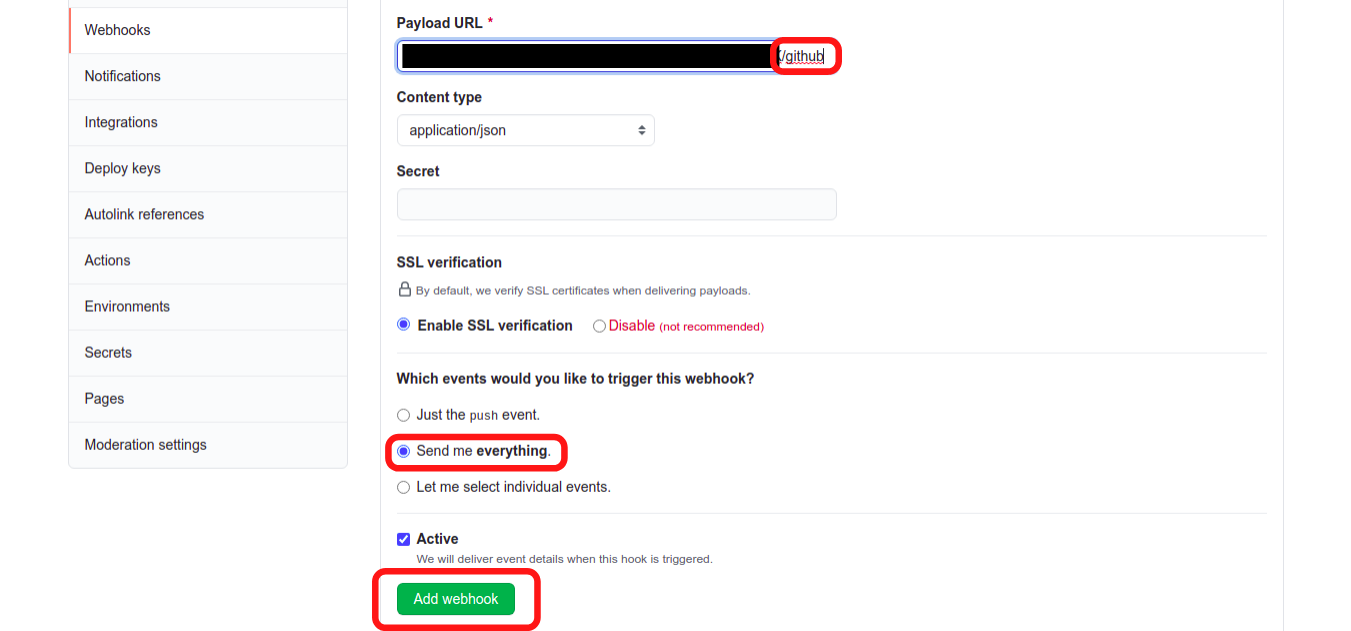 Webhooks
Notifications
Integrations
Deploy keys
Autolink references
Actions
Environments
Secrets
Pages
Moderation settings
Payload URL *
/github
Content type
application/json
Secret
SSL verification
By default, we verify SSL certificates when delivering payloads.
Enable SSL verification Disable (not recommended)
Which events would you like to trigger this webhook?
Just the push event.
Send me everything.
Let me select individual events.
Active
We will deliver event details when this hook is triggered.
Add webhook